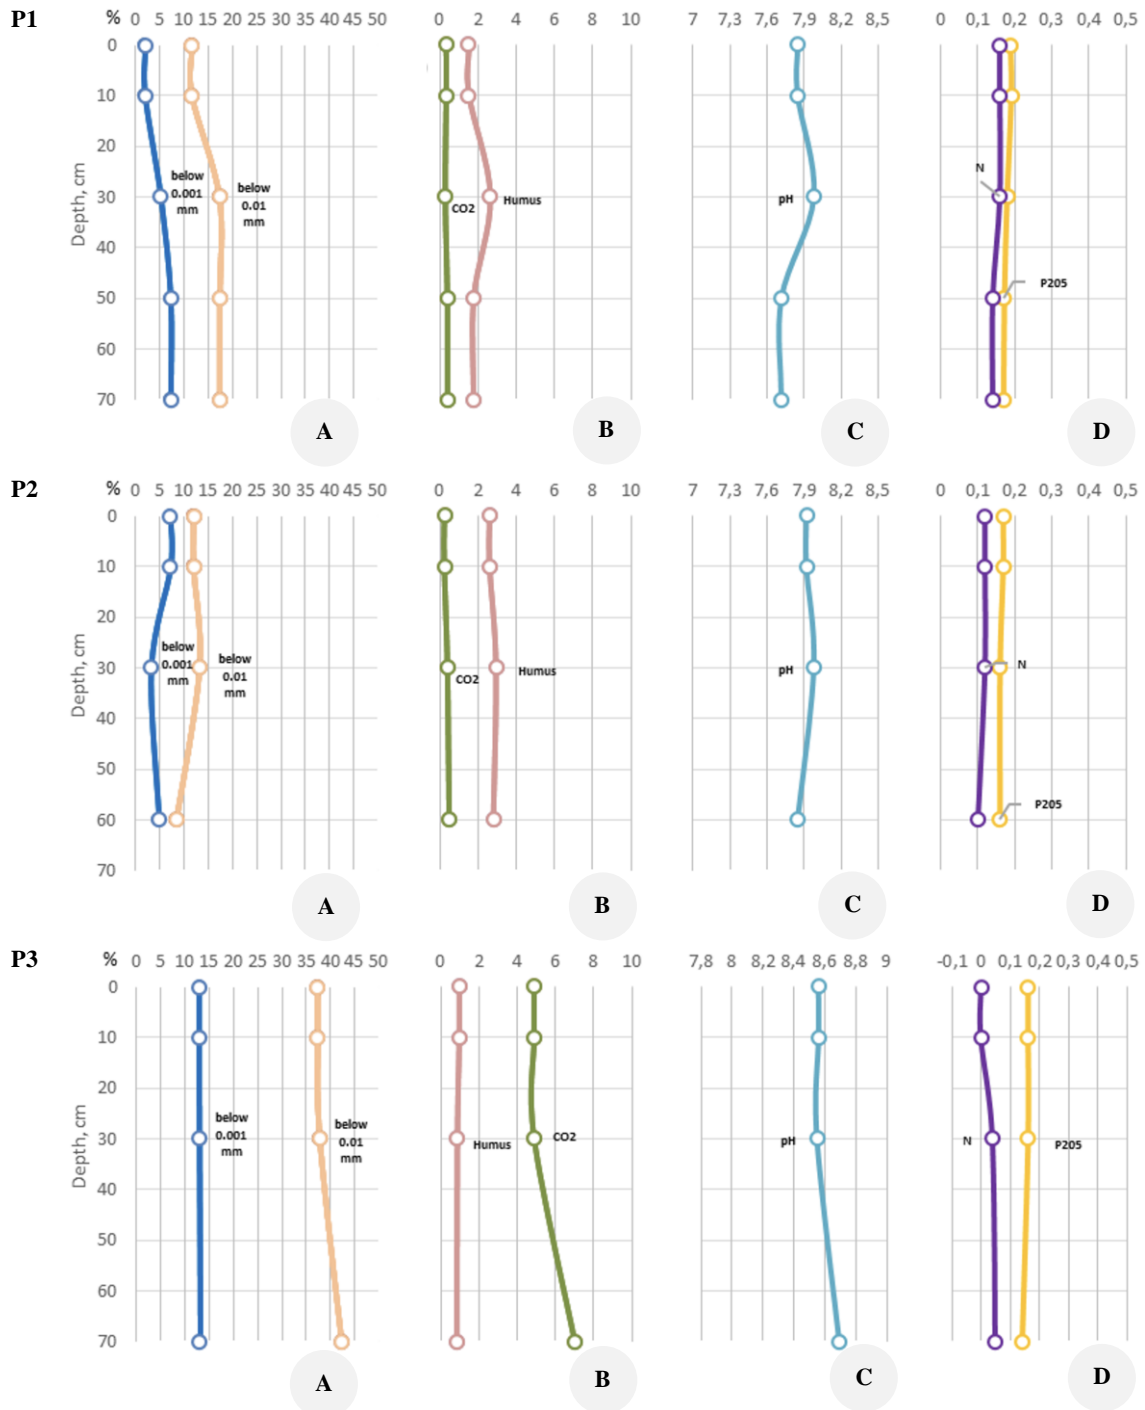 P1
% 0 5 10 15 20 25 30 35 40 45 50
0 2 4 6 8 10
7 7,3 7,6 7,9 8,2 8,5
0 0,1 0,2 0,3 0,4 0,5
0
10
20
30
40
50
60
70
Depth, cm
below
0.001
mm
below
0.01
mm
CO2
Humus
pH
N
P205
A
B
C
D
P2
% 0 5 10 15 20 25 30 35 40 45 50
0 2 4 6 8 10
7 7,3 7,6 7,9 8,2 8,5
0 0,1 0,2 0,3 0,4 0,5
0
10
20
30
40
50
60
70
Depth, cm
below
0.001
mm
below
0.01
mm
CO2
Humus
pH
N
P205
A
B
C
D
P3
% 0 5 10 15 20 25 30 35 40 45 50
0 2 4 6 8 10
7,8 8 8,2 8,4 8,6 8,8 9
-0,1 0 0,1 0,2 0,3 0,4 0,5
0
10
20
30
40
50
60
70
Depth, cm
below
0.001
mm
below
0.01
mm
Humus
CO2
pH
N
P205
A
B
C
D